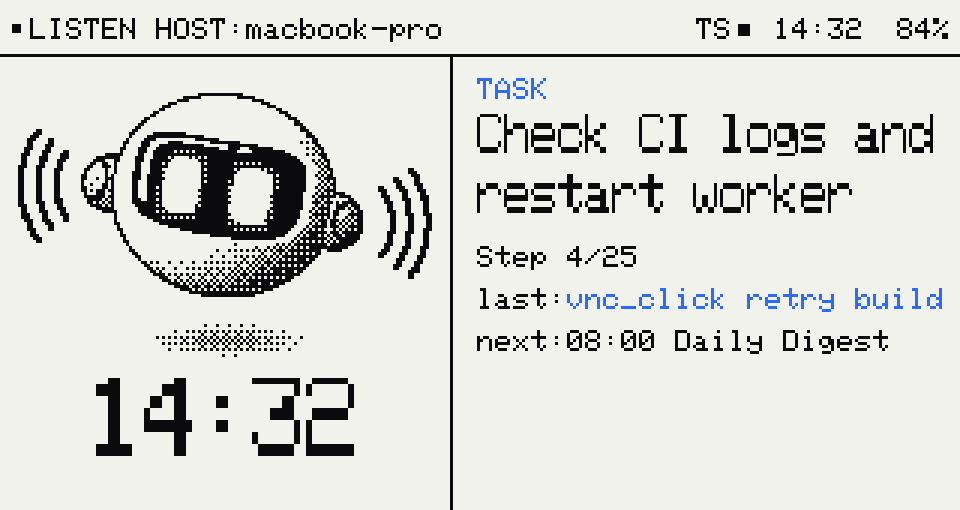 ▪LISTEN HOST:macbook-pro
TS▪ 14:32 84%
TASK
Check CI logs and
restart worker
Step 4/25
last:vnc_click retry build
next:08:00 Daily Digest
14:32